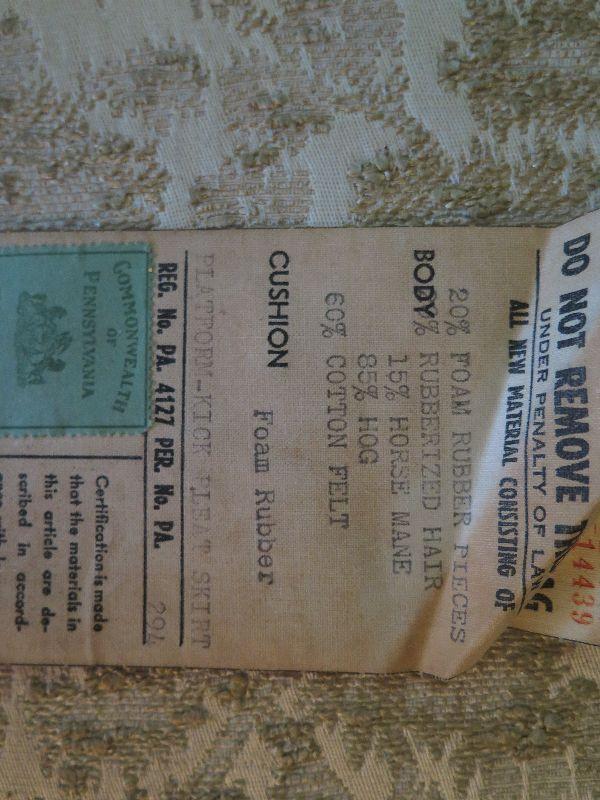 14439
DO NOT REMOVE
UNDER PENALTY OF LAW
ALL NEW MATERIAL CONSISTING OF
20% FOAM RUBBER PIECES
BODY % RUBBERIZED HAIR
15% HORSE MANE
85% HOG
60% COTTON FELT
CUSHION
Foam Rubber
PLATFORM-KICK PLEAT SKIRT
REG. No. PA. 4127 PER. No. PA.
COMMONWEALTH
OF
PENNSYLVANIA
Certification is made
that the materials in
this article are de-
scribed in accord-